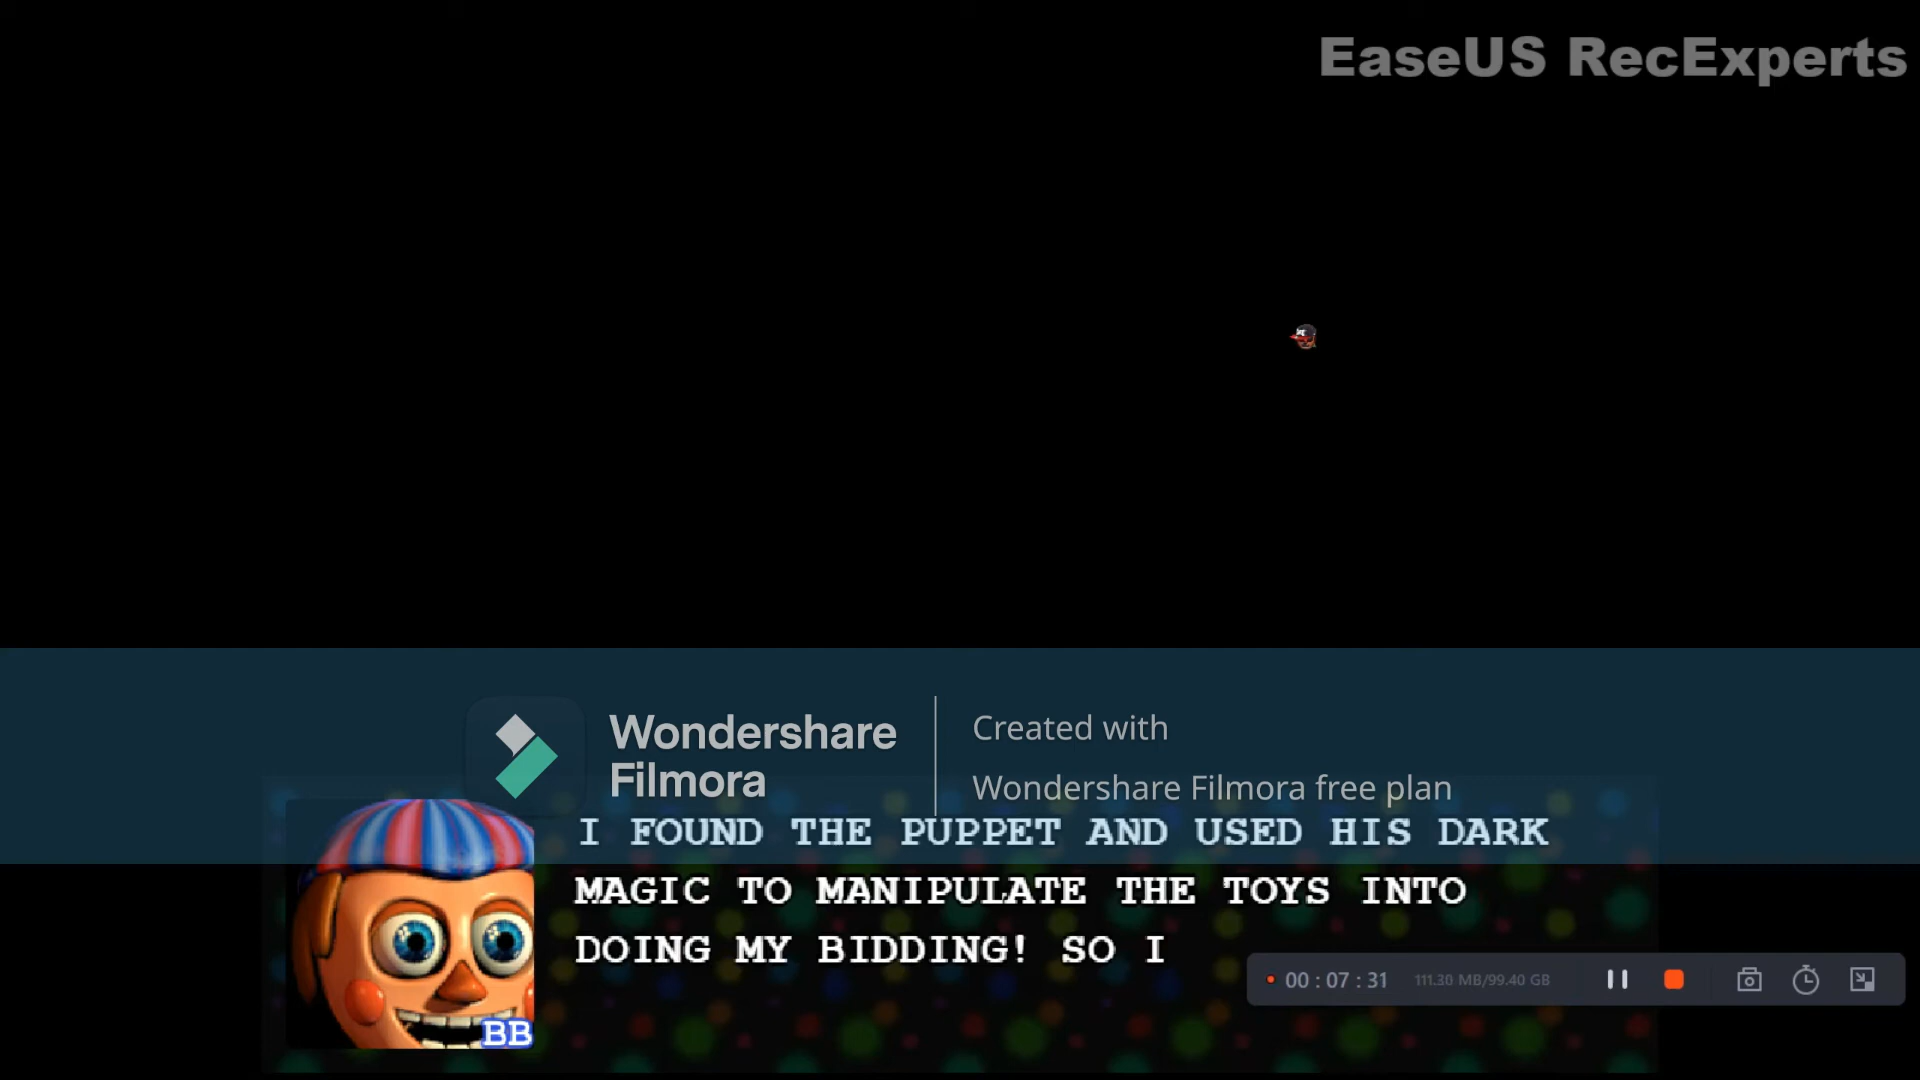 EaseUS RecExperts
Wondershare
Filmora
Created with
Wondershare Filmora free plan
I FOUND THE PUPPET AND USED HIS DARK
MAGIC TO MANIPULATE THE TOYS INTO
DOING MY BIDDING! SO I
BB
00:07:31
111.30 MB/99.40 GB